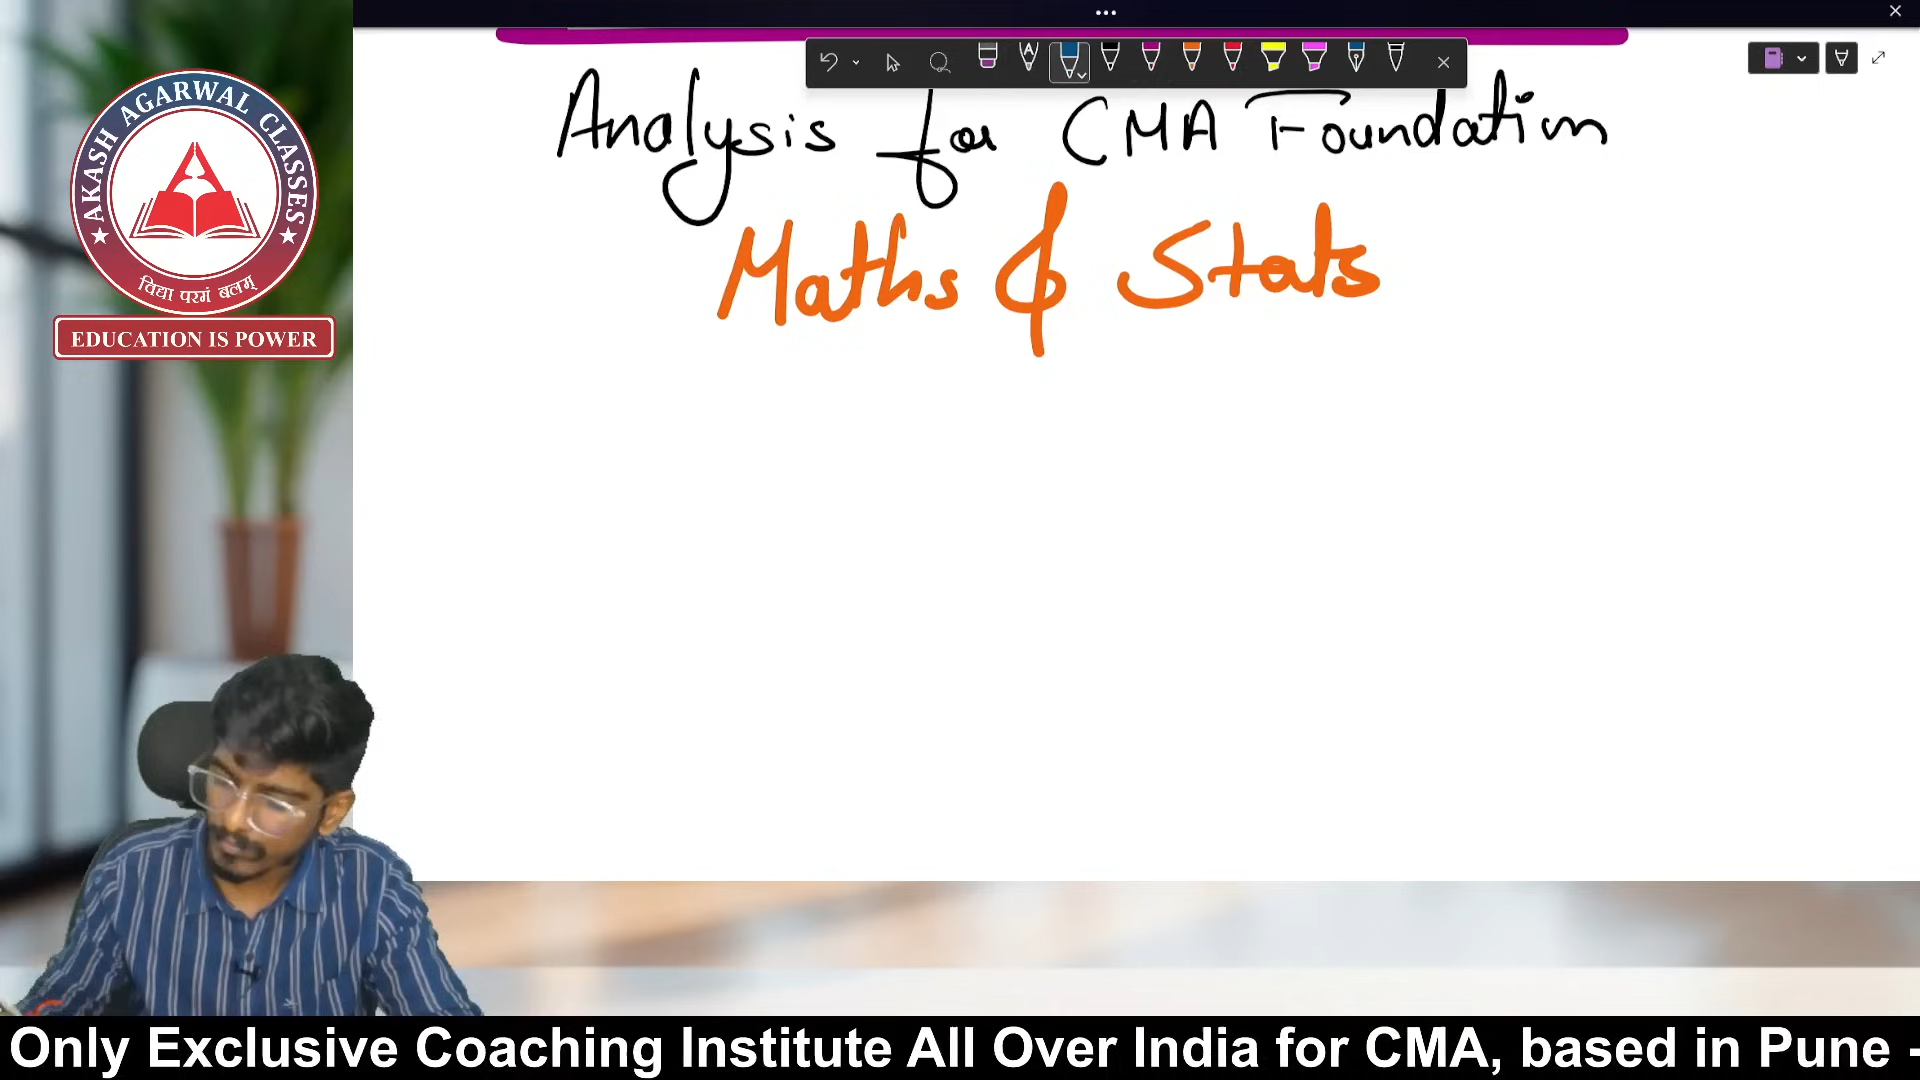 Analysis for CMA Foundation
Maths & Stats
AKASH AGARWAL CLASSES
विद्या परमं बलम्
EDUCATION IS POWER
Only Exclusive Coaching Institute All Over India for CMA, based in Pune -